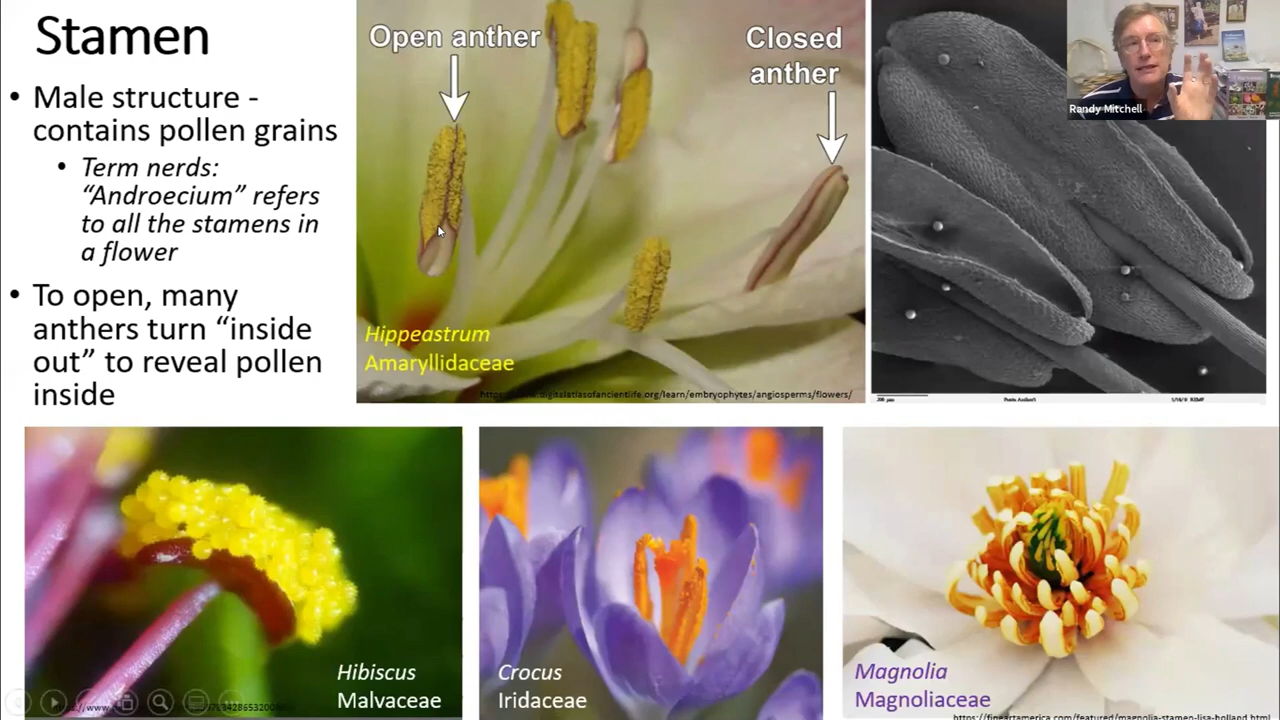 Stamen
• Male structure -
contains pollen grains
• Term nerds:
“Androecium” refers
to all the stamens in
a flower
• To open, many
anthers turn “inside
out” to reveal pollen
inside
Open anther
Closed
anther
Hippeastrum
Amaryllidaceae
digitalatlasofancientlife.org/learn/embryophytes/angiosperms/flowers/
Randy Mitchell
Hibiscus
Malvaceae
Crocus
Iridaceae
Magnolia
Magnoliaceae
https://fineartamerica.com/featured/magnolia-stamen-lisa-holland.html